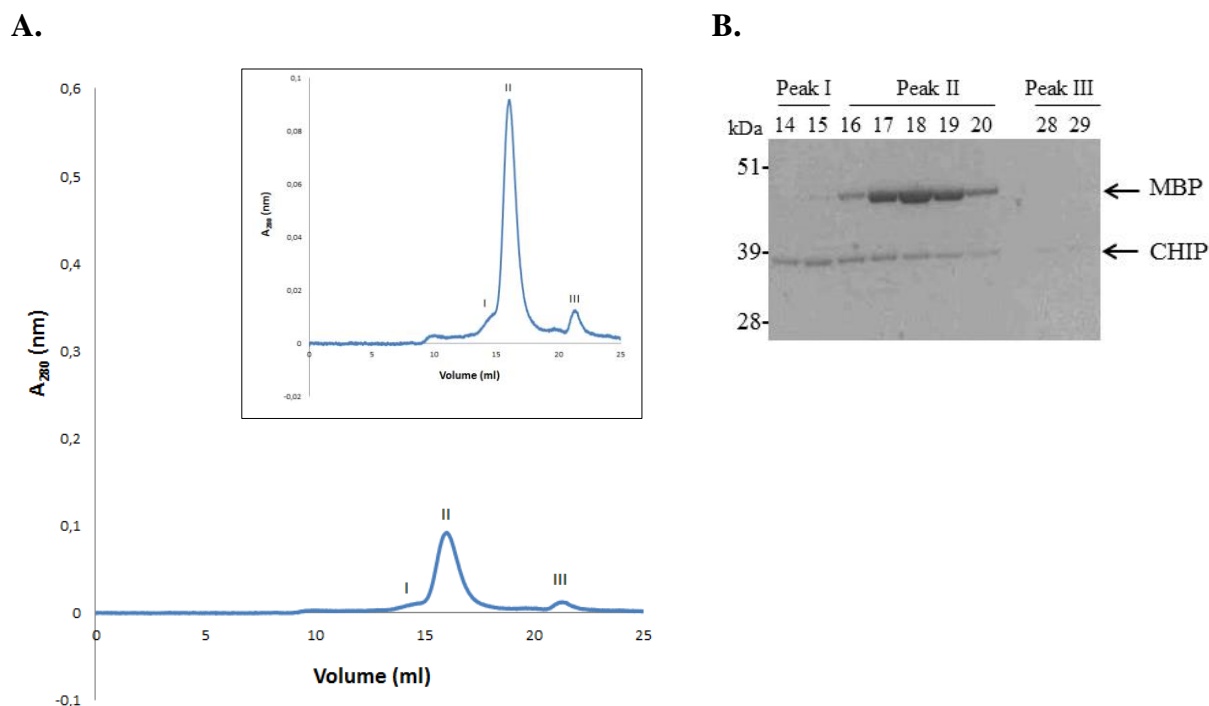 A.
B.
0,6
0,5
0,4
0,3
0,2
0,1
0
-0,1
A280 (nm)
0 5 10 15 20 25
Volume (ml)
I
II
III
0,1
0,08
0,06
0,04
0,02
0
-0,02
A280 (nm)
0 5 10 15 20 25
Volume (ml)
I
II
III
Peak I Peak II Peak III
kDa 14 15 16 17 18 19 20 28 29
51
39
28
MBP
CHIP